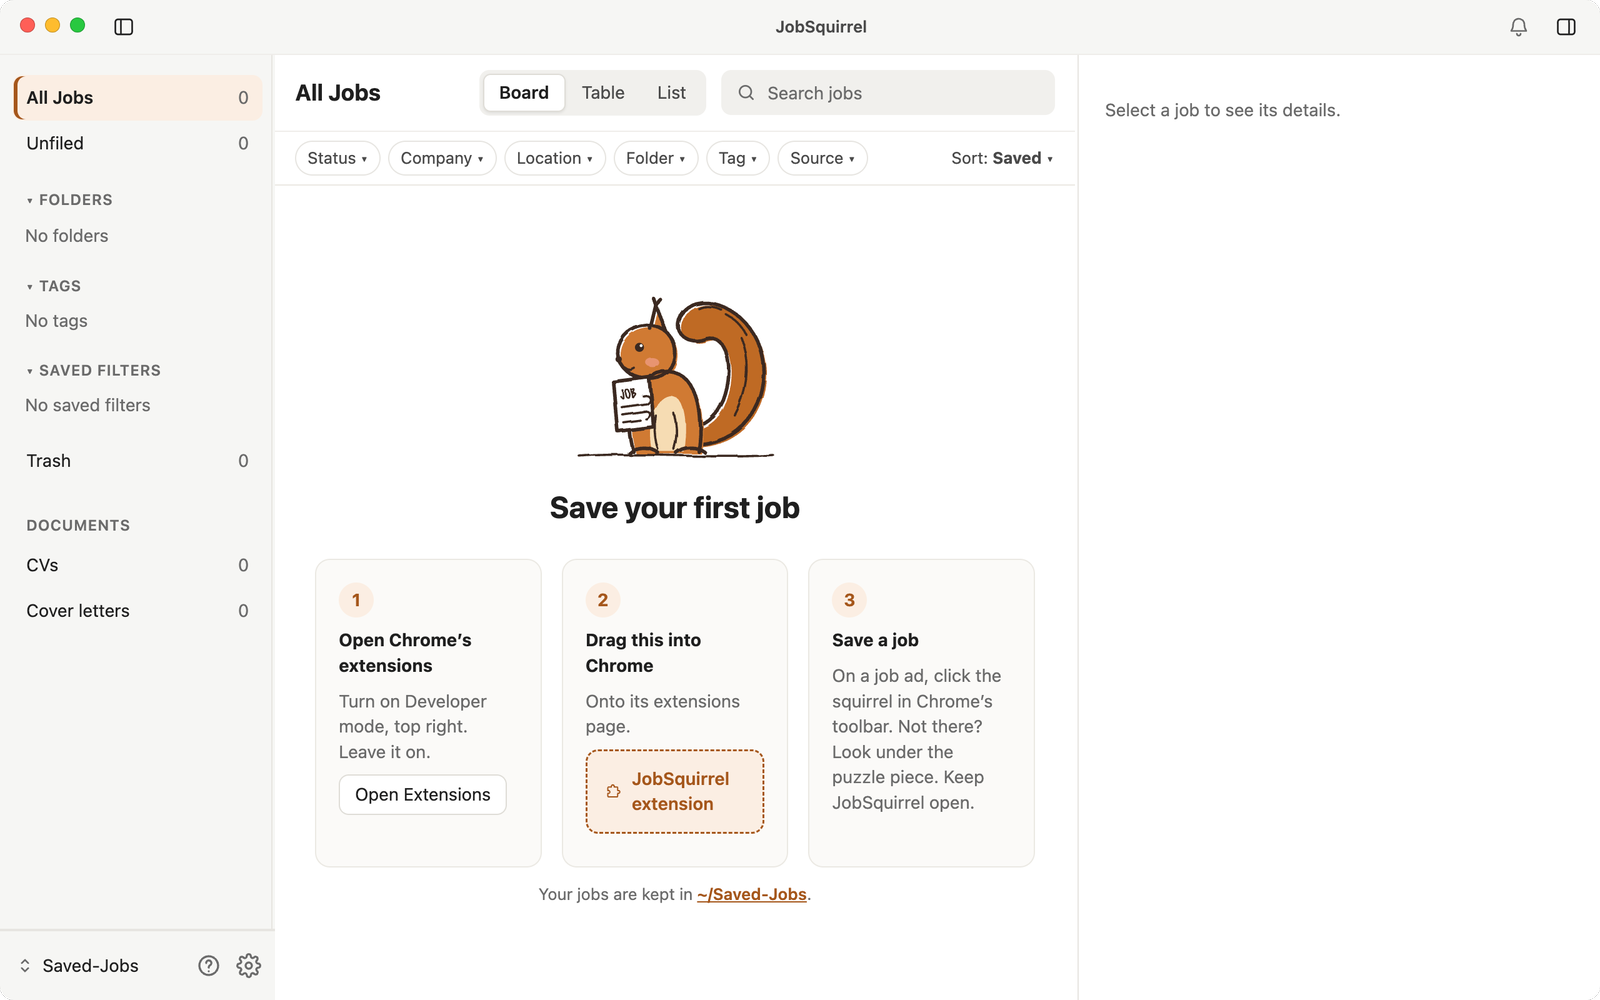 JobSquirrel
All Jobs 0
Unfiled 0
FOLDERS
No folders
TAGS
No tags
SAVED FILTERS
No saved filters
Trash 0
DOCUMENTS
CVs 0
Cover letters 0
Saved-Jobs
All Jobs
Board Table List
Search jobs
Status Company Location Folder Tag Source
Sort: Saved
JOB
Save your first job
1
Open Chrome’s
extensions
Turn on Developer
mode, top right.
Leave it on.
Open Extensions
2
Drag this into
Chrome
Onto its extensions
page.
JobSquirrel
extension
3
Save a job
On a job ad, click the
squirrel in Chrome’s
toolbar. Not there?
Look under the
puzzle piece. Keep
JobSquirrel open.
Your jobs are kept in ~/Saved-Jobs.
Select a job to see its details.